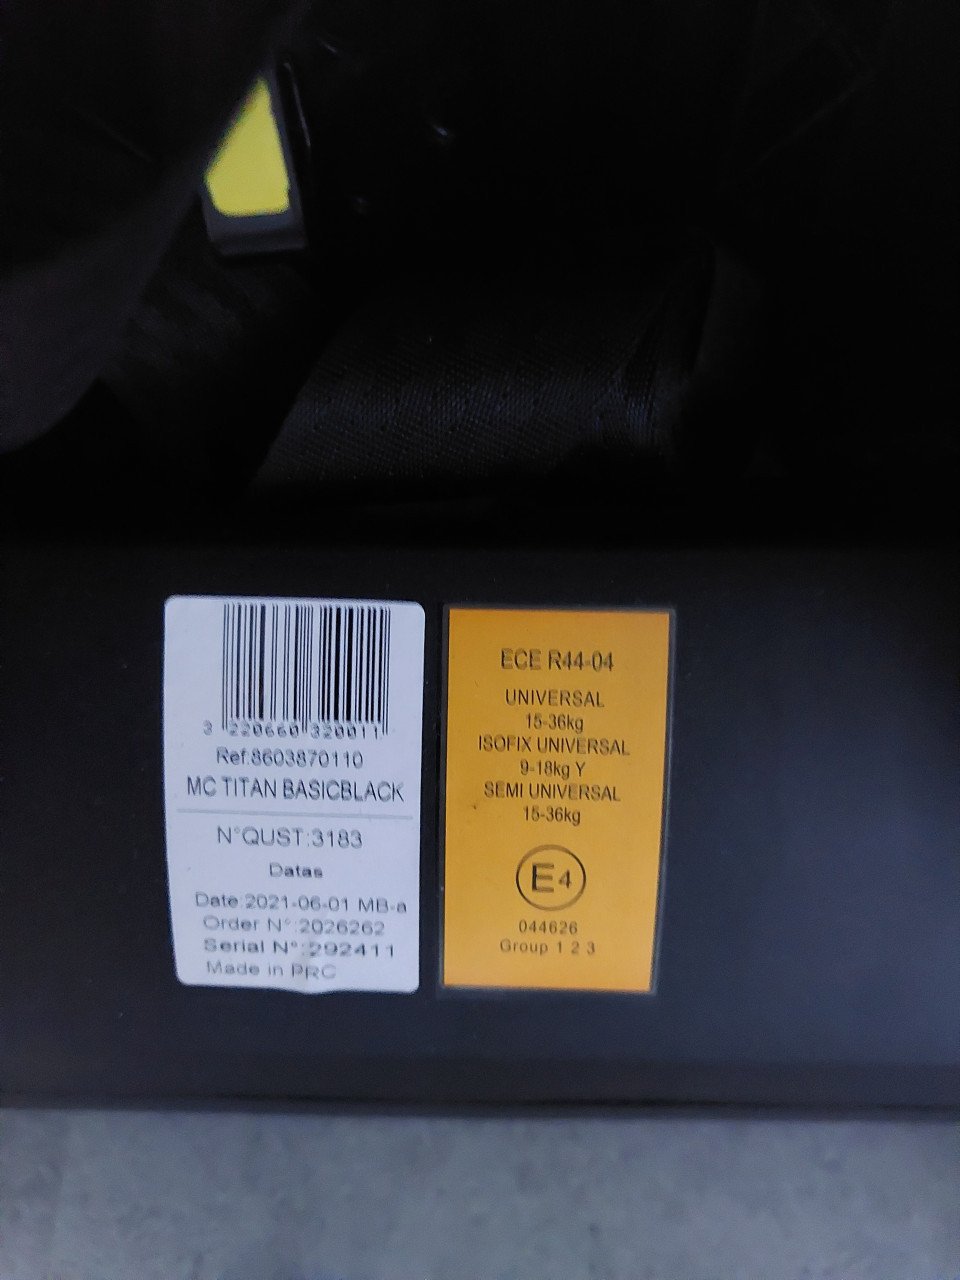 3 220660 320011
Ref:8603870110
MC TITAN BASICBLACK
N°QUST:3183
Datas
Date:2021-06-01 MB-a
Order N°:2026262
Serial N°:292411
Made in PRC
ECE R44-04
UNIVERSAL
15-36kg
ISOFIX UNIVERSAL
9-18kg Y
SEMI UNIVERSAL
15-36kg
E4
044626
Group 1 2 3